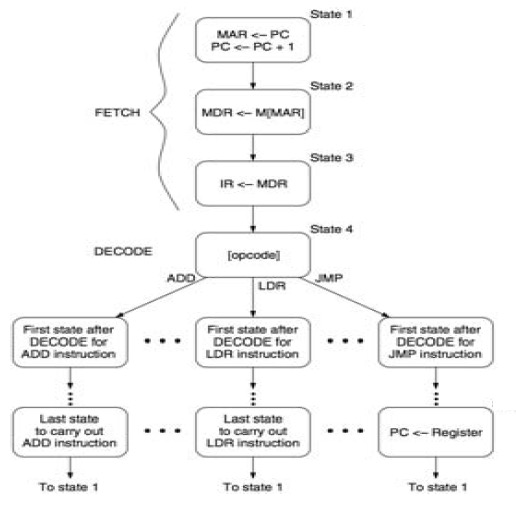 State 1
MAR <– PC
PC <– PC + 1
State 2
FETCH
MDR <– M[MAR]
State 3
IR <– MDR
State 4
DECODE
[opcode]
ADD
LDR
JMP
First state after
DECODE for
ADD instruction
• • •
First state after
DECODE for
LDR instruction
• • •
First state after
DECODE for
JMP instruction
Last state
to carry out
ADD instruction
• • •
Last state
to carry out
LDR instruction
• • •
PC <– Register
To state 1
To state 1
To state 1